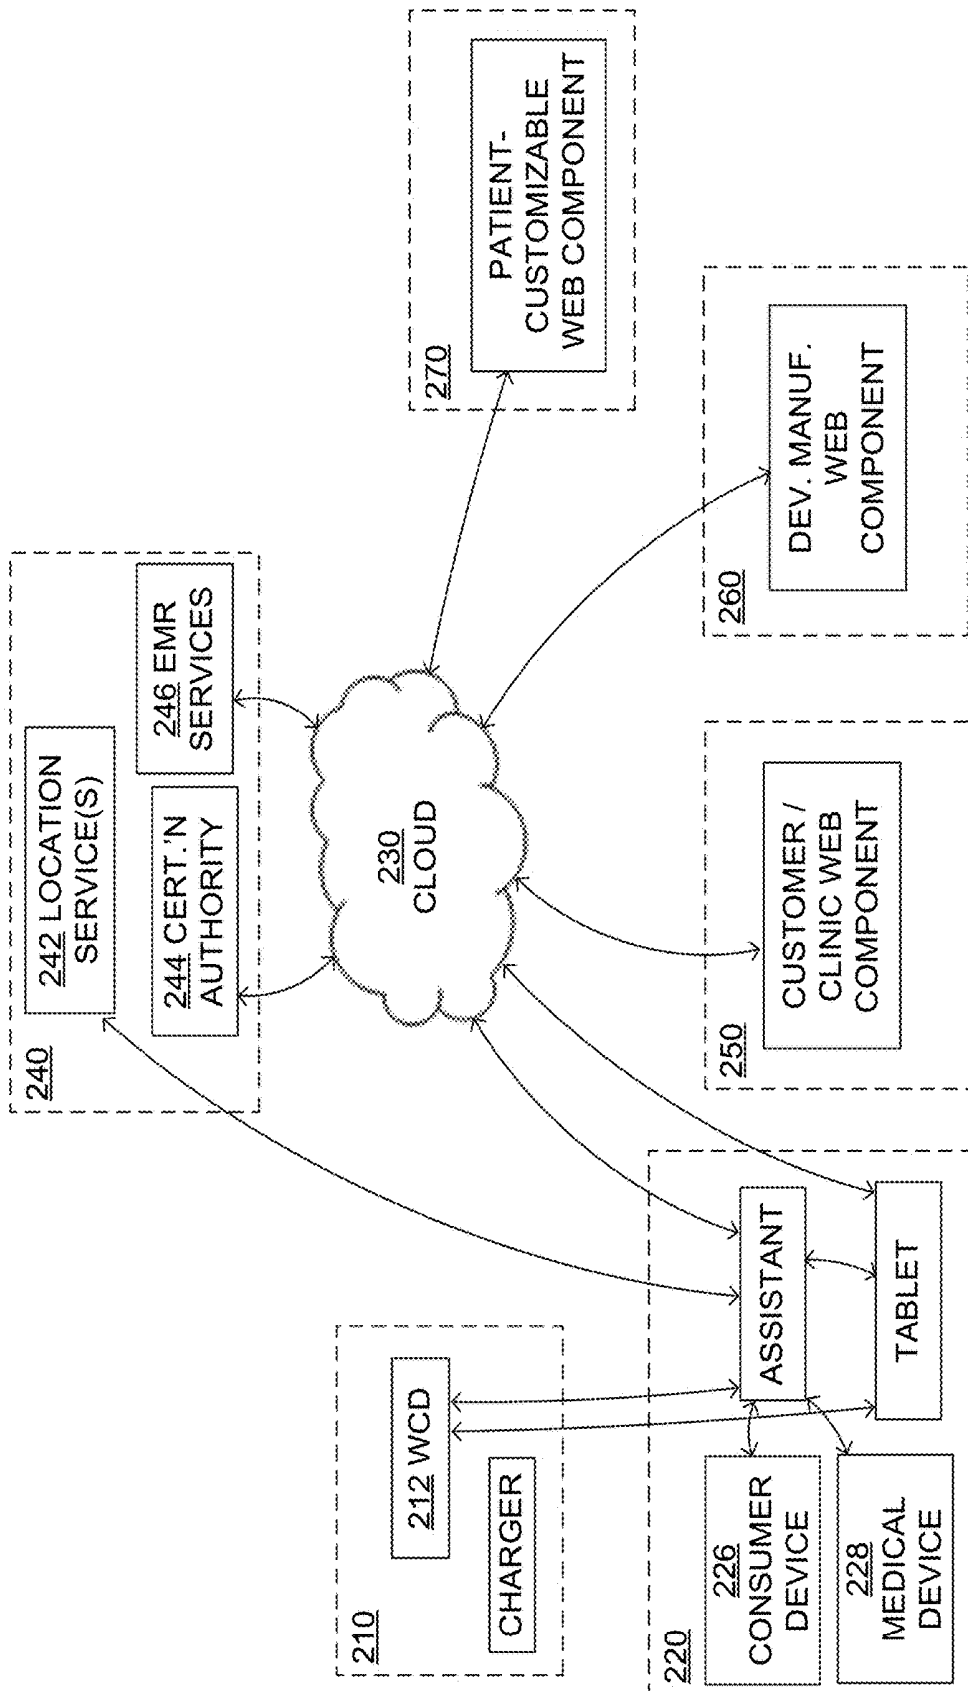 210
212 WCD
CHARGER
220
226
CONSUMER
DEVICE
228
MEDICAL
DEVICE
ASSISTANT
TABLET
240
242 LOCATION
SERVICE(S)
244 CERT.'N
AUTHORITY
246 EMR
SERVICES
230
CLOUD
250
CUSTOMER /
CLINIC WEB
COMPONENT
260
DEV. MANUF.
WEB
COMPONENT
270
PATIENT-
CUSTOMIZABLE
WEB COMPONENT